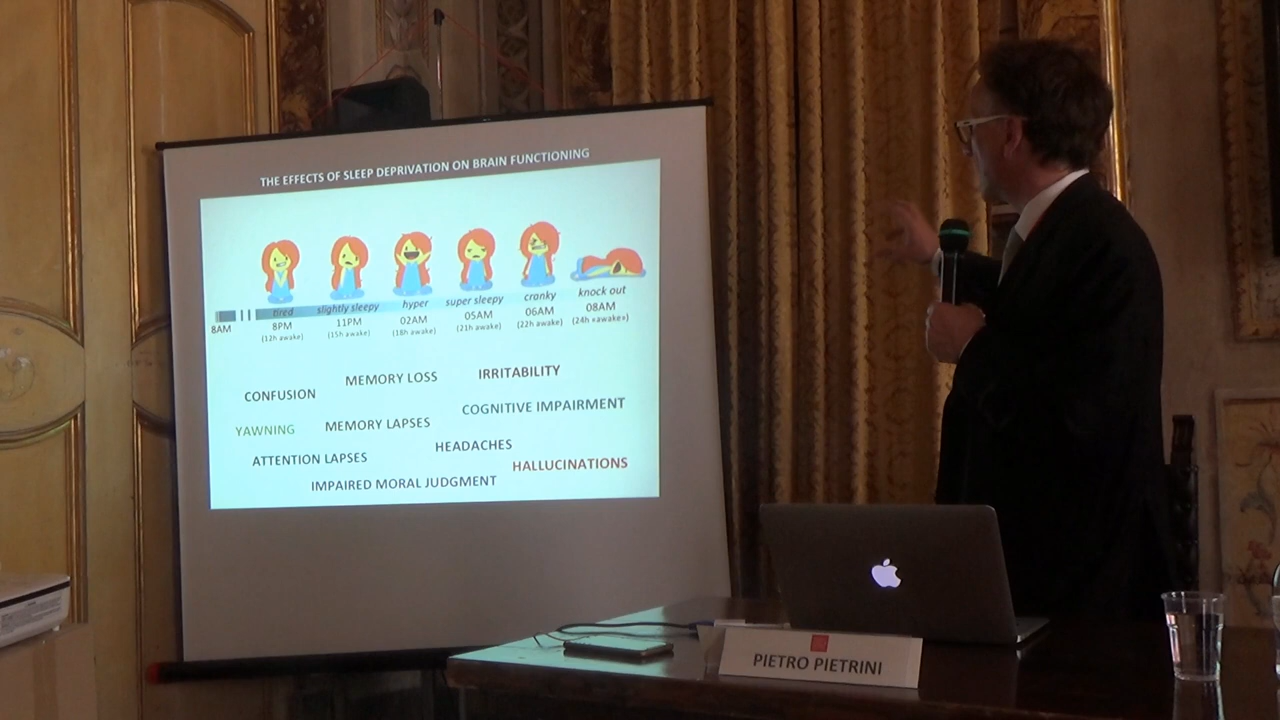 THE EFFECTS OF SLEEP DEPRIVATION ON BRAIN FUNCTIONING
tired slightly sleepy hyper super sleepy cranky knock out
8AM 8PM 11PM 02AM 05AM 06AM 08AM
(12h awake) (15h awake) (18h awake) (21h awake) (22h awake) (24h «awake»)
CONFUSION MEMORY LOSS IRRITABILITY
YAWNING MEMORY LAPSES COGNITIVE IMPAIRMENT
ATTENTION LAPSES HEADACHES HALLUCINATIONS
IMPAIRED MORAL JUDGMENT
PIETRO PIETRINI